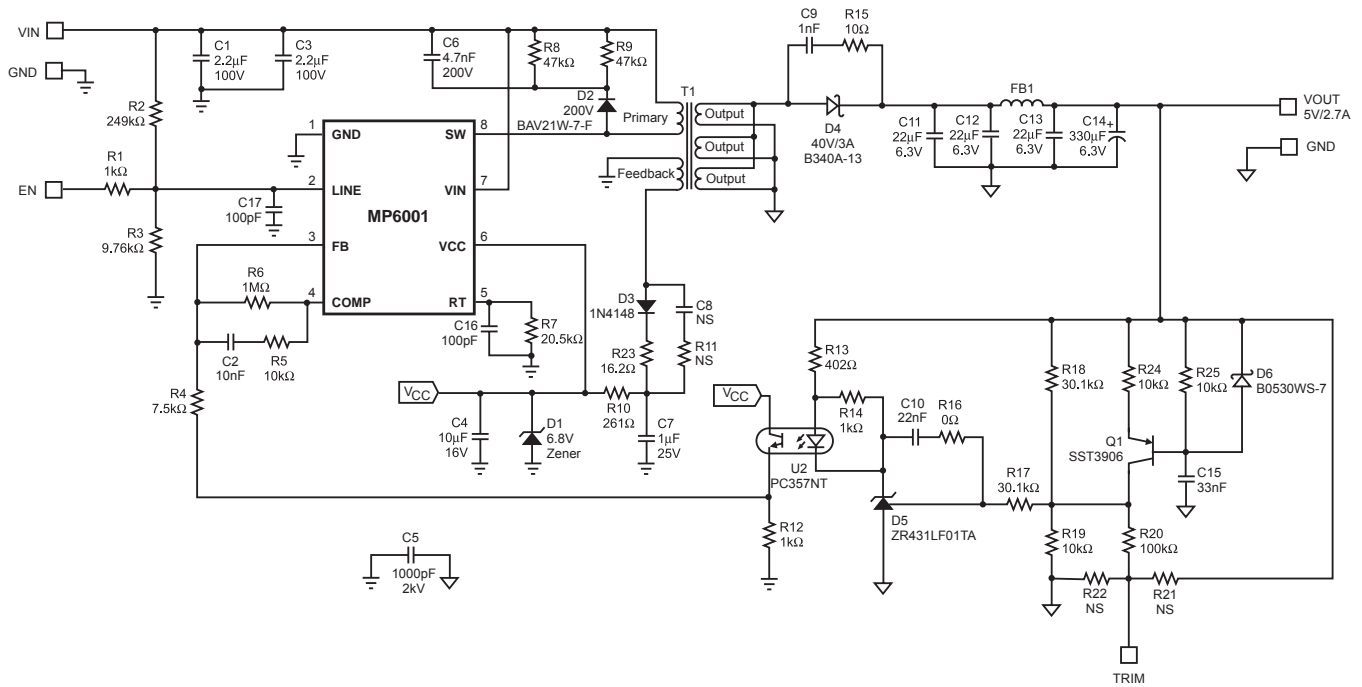 VIN
GND
C1
2.2µF
100V
C3
2.2µF
100V
C6
4.7nF
200V
R8
47kΩ
R9
47kΩ
D2
200V
BAV21W-7-F
T1
Primary
Feedback
Output
Output
Output
C9
1nF
R15
10Ω
D4
40V/3A
B340A-13
C11
22µF
6.3V
C12
22µF
6.3V
FB1
C13
22µF
6.3V
C14
+
330µF
6.3V
VOUT
5V/2.7A
GND
R2
249kΩ
R1
1kΩ
EN
R3
9.76kΩ
C17
100pF
MP6001
1
GND
2
LINE
3
FB
4
COMP
8
SW
7
VIN
6
VCC
5
RT
R6
1MΩ
C2
10nF
R5
10kΩ
R4
7.5kΩ
C16
100pF
R7
20.5kΩ
D3
1N4148
C8
NS
R23
16.2Ω
R11
NS
VCC
C4
10µF
16V
D1
6.8V
Zener
R10
261Ω
C7
1µF
25V
VCC
R13
402Ω
R14
1kΩ
C10
22nF
R16
0Ω
U2
PC357NT
R12
1kΩ
D5
ZR431LF01TA
R17
30.1kΩ
R18
30.1kΩ
R24
10kΩ
R25
10kΩ
D6
B0530WS-7
Q1
SST3906
C15
33nF
R19
10kΩ
R20
100kΩ
R22
NS
R21
NS
TRIM
C5
1000pF
2kV